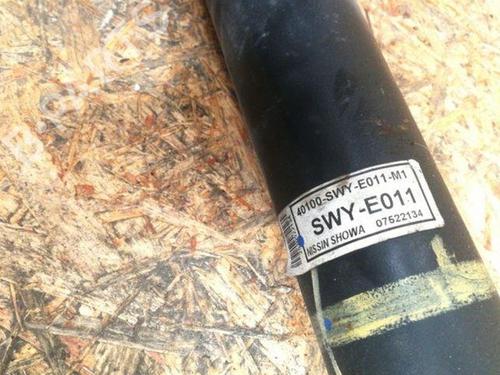 40100-SWY-E011-M1
SWY-E011
NISSIN SHOWA 07522134